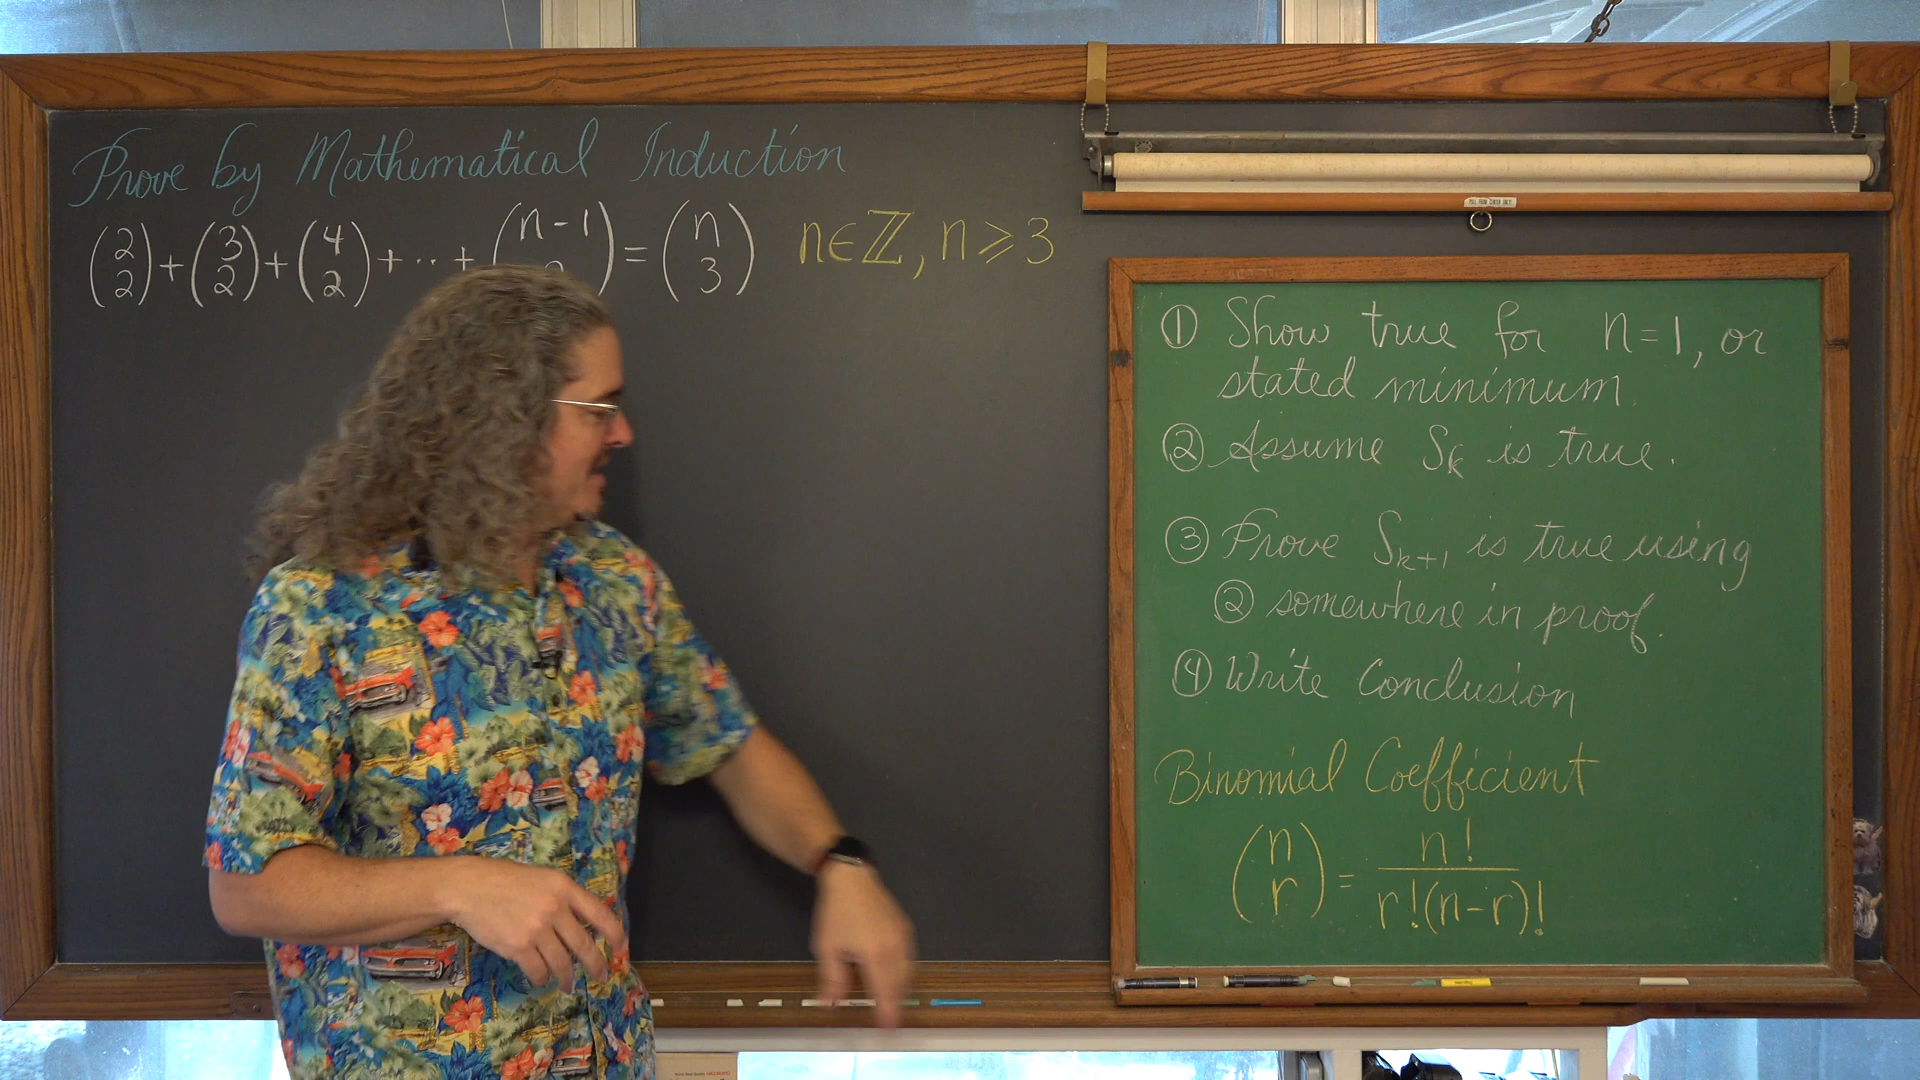 Prove by Mathematical Induction
(2 2) + (3 2) + (4 2) + ·· + (n-1 2) = (n 3) n∈ℤ, n ⩾ 3
① Show true for n=1, or
stated minimum.
② Assume Sk is true.
③ Prove Sk+1 is true using
② somewhere in proof.
④ Write Conclusion
Binomial Coefficient
(n r) = n! / r!(n-r)!